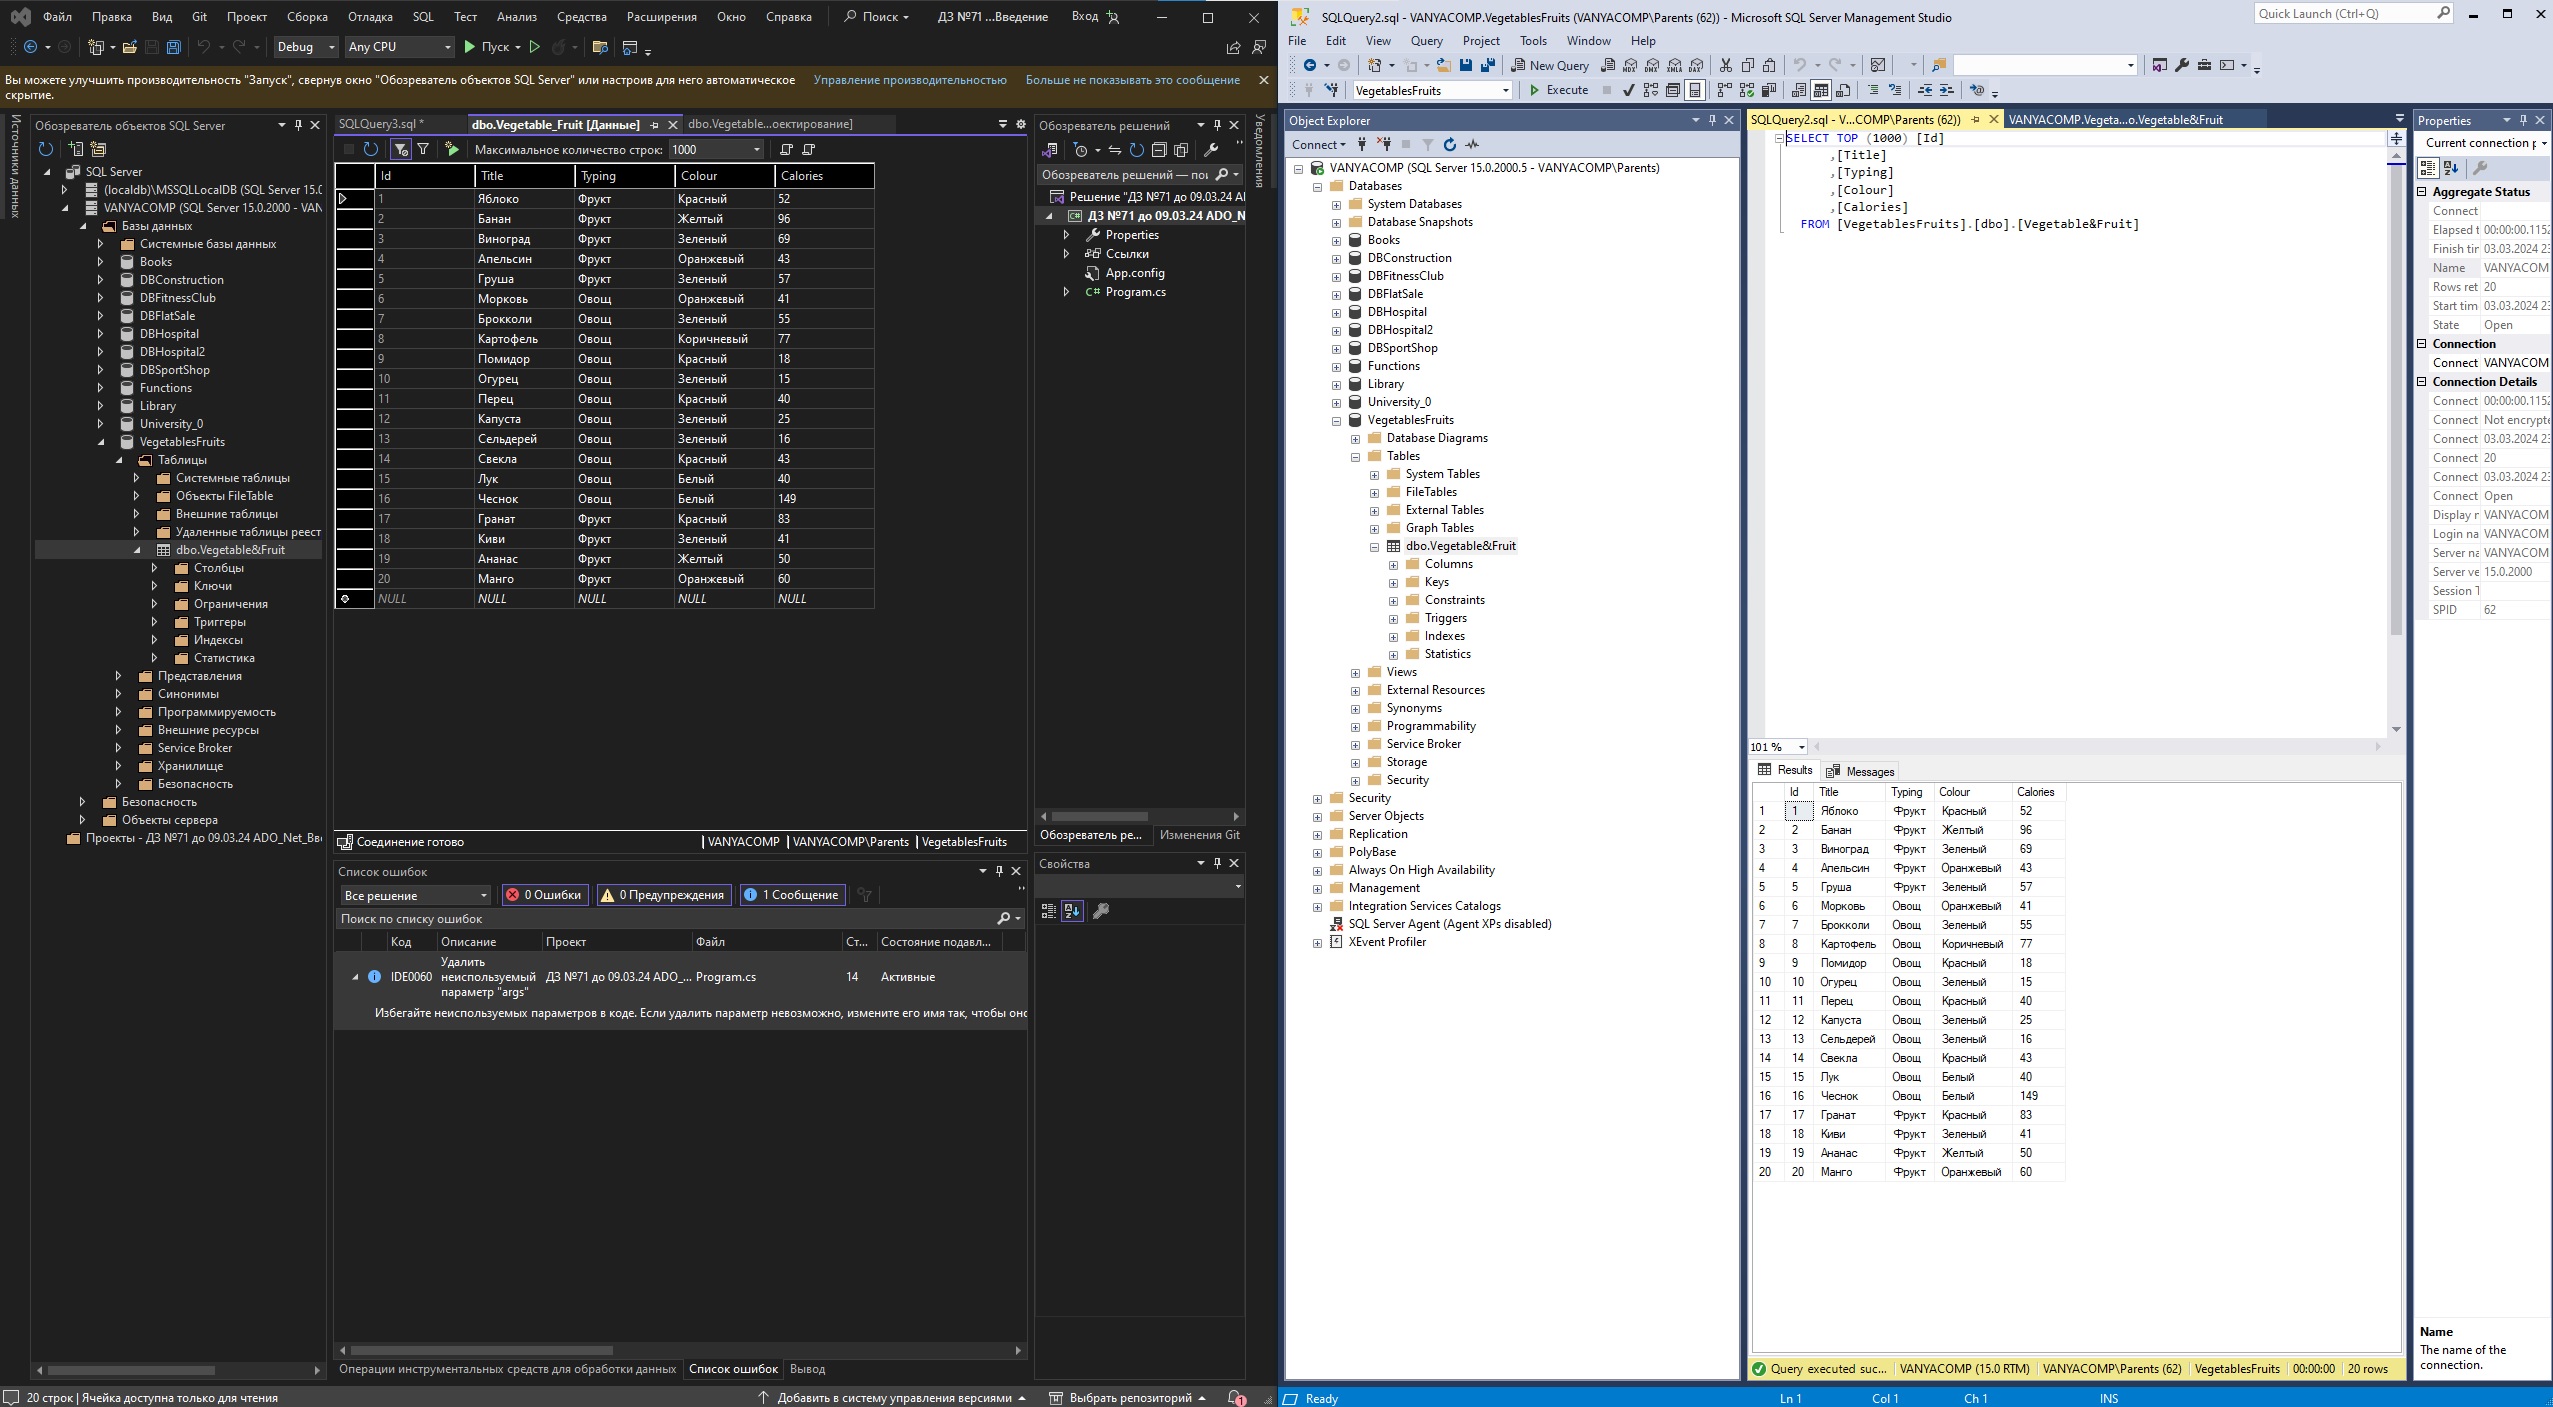 Файл Правка Вид Git Проект Сборка Отладка SQL Тест Анализ Средства Расширения Окно Справка Поиск ДЗ №71 ...Введение Вход
Debug Any CPU Пуск
Вы можете улучшить производительность "Запуск", свернув окно "Обозреватель объектов SQL Server" или настроив для него автоматическое скрытие.
Управление производительностью Больше не показывать это сообщение
Источники данных
Обозреватель объектов SQL Server
SQL Server
(localdb)\MSSQLLocalDB (SQL Server 15.0
VANYACOMP (SQL Server 15.0.2000 - VAN
Базы данных
Системные базы данных
Books
DBConstruction
DBFitnessClub
DBFlatSale
DBHospital
DBHospital2
DBSportShop
Functions
Library
University_0
VegetablesFruits
Таблицы
Системные таблицы
Объекты FileTable
Внешние таблицы
Удаленные таблицы реест
dbo.Vegetable&Fruit
Столбцы
Ключи
Ограничения
Триггеры
Индексы
Статистика
Представления
Синонимы
Программируемость
Внешние ресурсы
Service Broker
Хранилище
Безопасность
Безопасность
Объекты сервера
Проекты - ДЗ №71 до 09.03.24 ADO_Net_Вве
SQLQuery3.sql * dbo.Vegetable_Fruit [Данные] dbo.Vegetable...оектирование]
Максимальное количество строк: 1000
Id Title Typing Colour Calories
1 Яблоко Фрукт Красный 52
2 Банан Фрукт Желтый 96
3 Виноград Фрукт Зеленый 69
4 Апельсин Фрукт Оранжевый 43
5 Груша Фрукт Зеленый 57
6 Морковь Овощ Оранжевый 41
7 Брокколи Овощ Зеленый 55
8 Картофель Овощ Коричневый 77
9 Помидор Овощ Красный 18
10 Огурец Овощ Зеленый 15
11 Перец Овощ Красный 40
12 Капуста Овощ Зеленый 25
13 Сельдерей Овощ Зеленый 16
14 Свекла Овощ Красный 43
15 Лук Овощ Белый 40
16 Чеснок Овощ Белый 149
17 Гранат Фрукт Красный 83
18 Киви Фрукт Зеленый 41
19 Ананас Фрукт Желтый 50
20 Манго Фрукт Оранжевый 60
NULL NULL NULL NULL NULL
Соединение готово VANYACOMP VANYACOMP\Parents VegetablesFruits
Список ошибок
Все решение 0 Ошибки 0 Предупреждения 1 Сообщение
Поиск по списку ошибок
Код Описание Проект Файл Ст... Состояние подавл...
IDE0060 Удалить неиспользуемый параметр "args" ДЗ №71 до 09.03.24 ADO_... Program.cs 14 Активные
Избегайте неиспользуемых параметров в коде. Если удалить параметр невозможно, измените его имя так, чтобы оно
Операции инструментальных средств для обработки данных Список ошибок Вывод
Обозреватель решений
Обозреватель решений — пои
Решение "ДЗ №71 до 09.03.24 AI
ДЗ №71 до 09.03.24 ADO_N
Properties
Ссылки
App.config
Program.cs
Обозреватель ре... Изменения Git
Свойства
Уведомления
20 строк | Ячейка доступна только для чтения Добавить в систему управления версиями Выбрать репозиторий 1
SQLQuery2.sql - VANYACOMP.VegetablesFruits (VANYACOMP\Parents (62)) - Microsoft SQL Server Management Studio Quick Launch (Ctrl+Q)
File Edit View Query Project Tools Window Help
New Query MDX DMX XMLA DAX
VegetablesFruits Execute
Object Explorer
Connect
VANYACOMP (SQL Server 15.0.2000.5 - VANYACOMP\Parents)
Databases
System Databases
Database Snapshots
Books
DBConstruction
DBFitnessClub
DBFlatSale
DBHospital
DBHospital2
DBSportShop
Functions
Library
University_0
VegetablesFruits
Database Diagrams
Tables
System Tables
FileTables
External Tables
Graph Tables
dbo.Vegetable&Fruit
Columns
Keys
Constraints
Triggers
Indexes
Statistics
Views
External Resources
Synonyms
Programmability
Service Broker
Storage
Security
Security
Server Objects
Replication
PolyBase
Always On High Availability
Management
Integration Services Catalogs
SQL Server Agent (Agent XPs disabled)
XEvent Profiler
SQLQuery2.sql - V...COMP\Parents (62)) VANYACOMP.Vegeta...o.Vegetable&Fruit
SELECT TOP (1000) [Id]
,[Title]
,[Typing]
,[Colour]
,[Calories]
FROM [VegetablesFruits].[dbo].[Vegetable&Fruit]
101 %
Results Messages
Id Title Typing Colour Calories
1 1 Яблоко Фрукт Красный 52
2 2 Банан Фрукт Желтый 96
3 3 Виноград Фрукт Зеленый 69
4 4 Апельсин Фрукт Оранжевый 43
5 5 Груша Фрукт Зеленый 57
6 6 Морковь Овощ Оранжевый 41
7 7 Брокколи Овощ Зеленый 55
8 8 Картофель Овощ Коричневый 77
9 9 Помидор Овощ Красный 18
10 10 Огурец Овощ Зеленый 15
11 11 Перец Овощ Красный 40
12 12 Капуста Овощ Зеленый 25
13 13 Сельдерей Овощ Зеленый 16
14 14 Свекла Овощ Красный 43
15 15 Лук Овощ Белый 40
16 16 Чеснок Овощ Белый 149
17 17 Гранат Фрукт Красный 83
18 18 Киви Фрукт Зеленый 41
19 19 Ананас Фрукт Желтый 50
20 20 Манго Фрукт Оранжевый 60
Query executed suc... VANYACOMP (15.0 RTM) VANYACOMP\Parents (62) VegetablesFruits 00:00:00 20 rows
Properties
Current connection p
Aggregate Status
Connect
Elapsed t 00:00:00.1152
Finish tir 03.03.2024 23
Name VANYACOM
Rows ret 20
Start tim 03.03.2024 23
State Open
Connection
Connect VANYACOM
Connection Details
Connect 00:00:00.1152
Connect Not encrypte
Connect 03.03.2024 23
Connect 20
Connect 03.03.2024 23
Connect Open
Display r VANYACOM
Login na VANYACOM
Server na VANYACOM
Server ve 15.0.2000
Session T
SPID 62
Name
The name of the connection.
Ready Ln 1 Col 1 Ch 1 INS